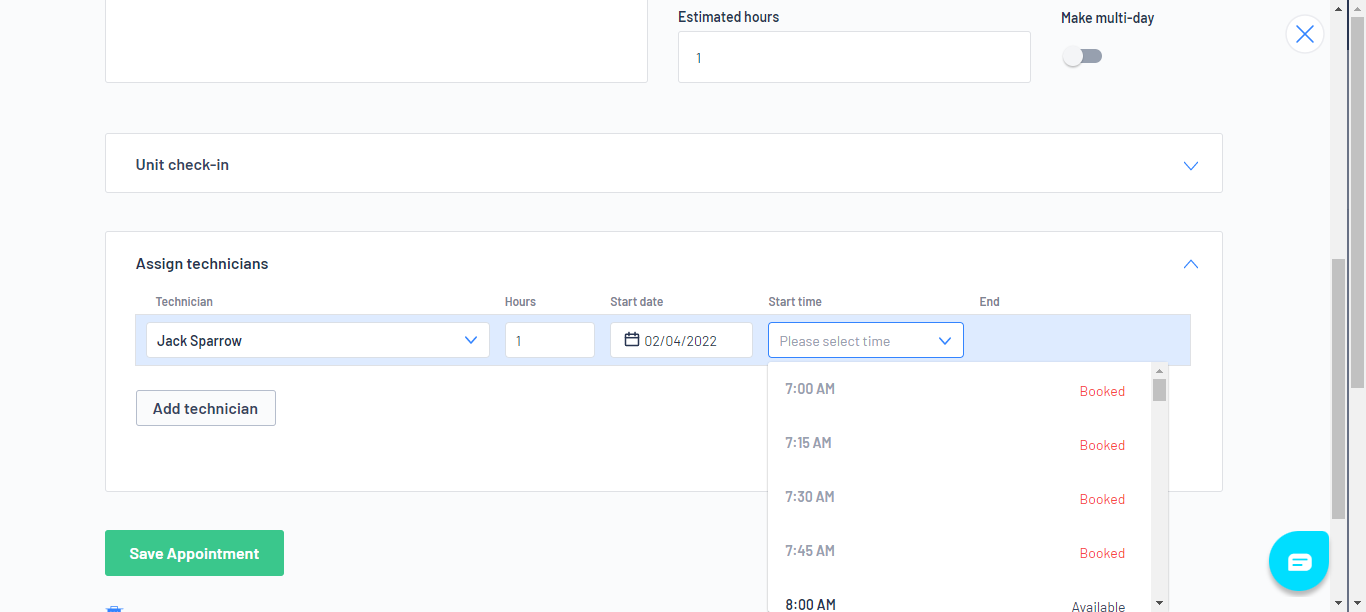 Estimated hours
Make multi-day
1
Unit check-in
Assign technicians
Technician Hours Start date Start time End
Jack Sparrow 1 02/04/2022 Please select time
7:00 AM Booked
Add technician
7:15 AM Booked
7:30 AM Booked
7:45 AM Booked
Save Appointment
8:00 AM Available